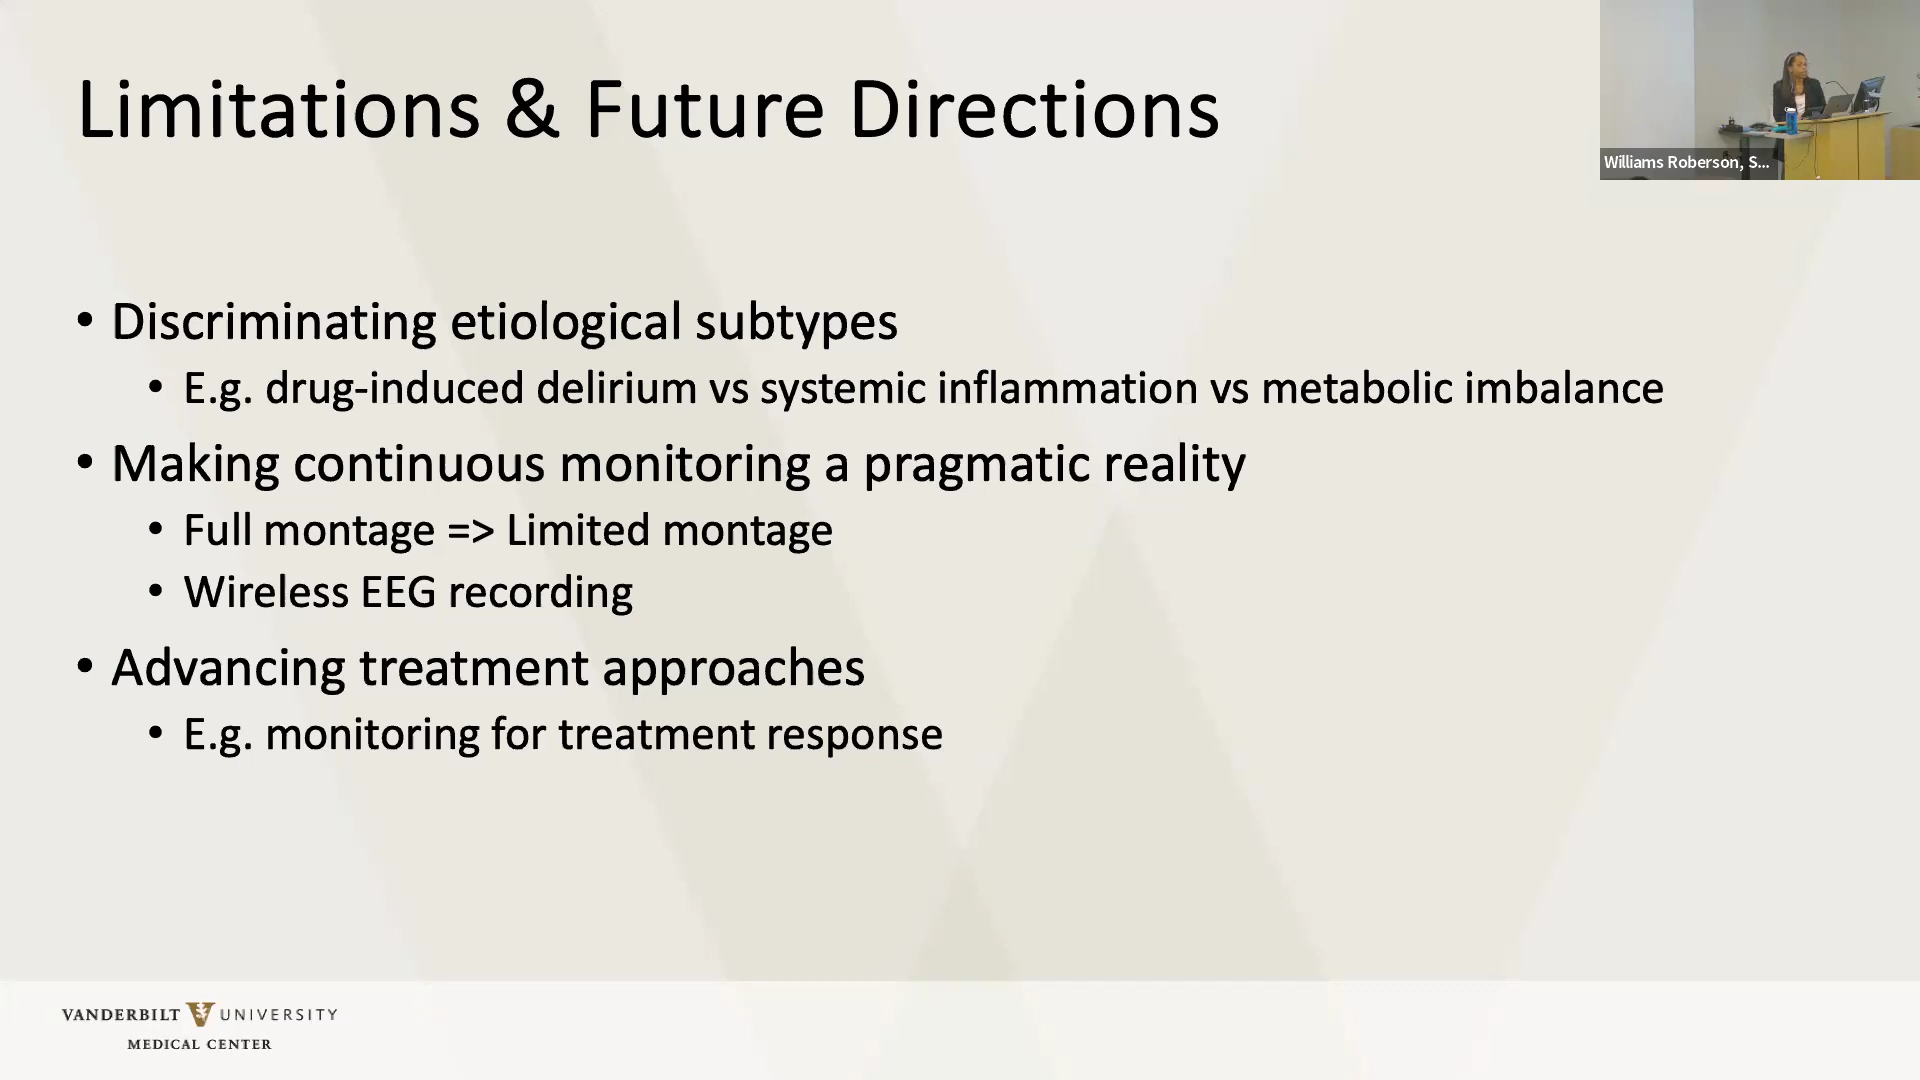 Limitations & Future Directions
Williams Roberson, S...
• Discriminating etiological subtypes
• E.g. drug-induced delirium vs systemic inflammation vs metabolic imbalance
• Making continuous monitoring a pragmatic reality
• Full montage => Limited montage
• Wireless EEG recording
• Advancing treatment approaches
• E.g. monitoring for treatment response
VANDERBILT V UNIVERSITY
MEDICAL CENTER